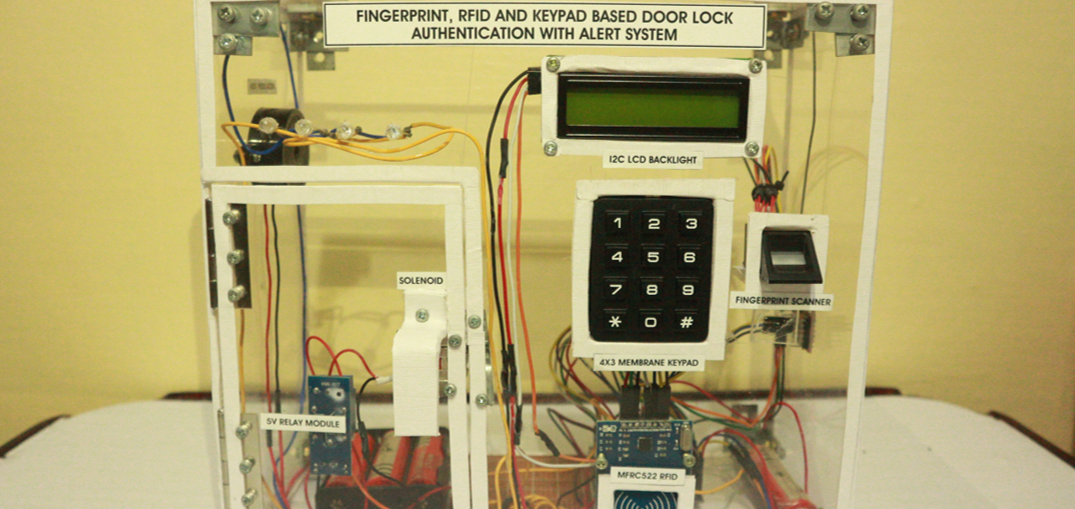 FINGERPRINT, RFID AND KEYPAD BASED DOOR LOCK
AUTHENTICATION WITH ALERT SYSTEM
I2C LCD BACKLIGHT
1 2 3
4 5 6
7 8 9
* 0 #
SOLENOID
FINGERPRINT SCANNER
4X3 MEMBRANE KEYPAD
5V RELAY MODULE
MFRC522 RFID